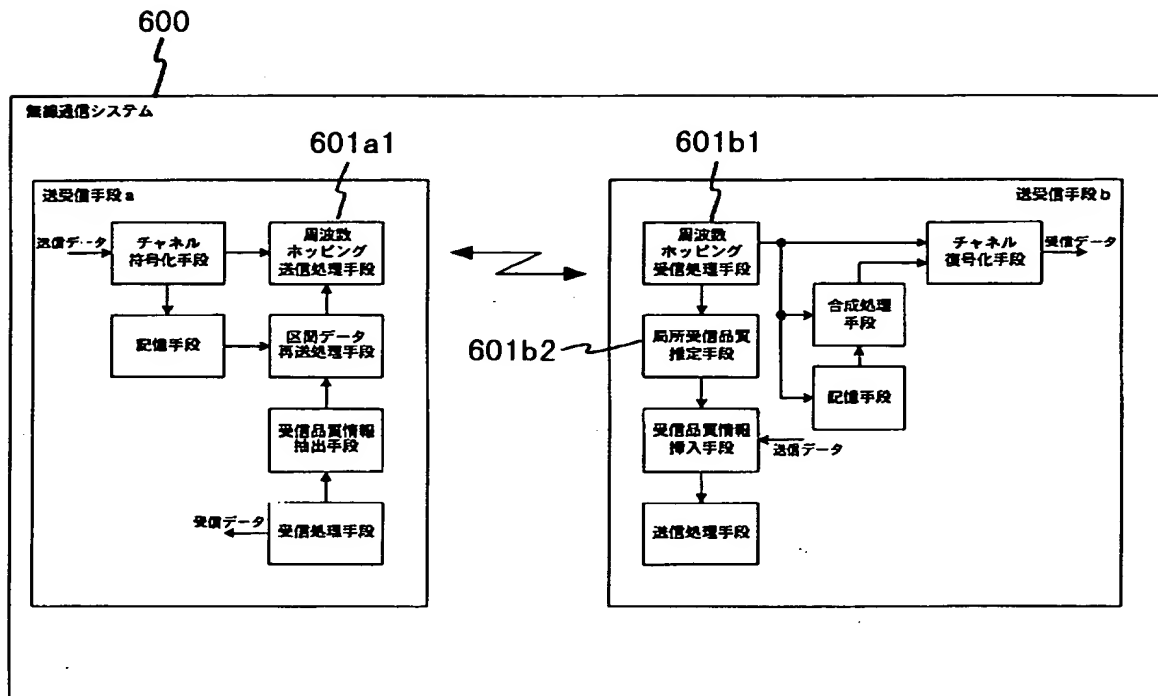 600
無線通信システム
601a1
送受信手段a
送信データ
チャネル
符号化手段
周波数
ホッピング
送信処理手段
記憶手段
区間データ
再送処理手段
受信品質情報
抽出手段
受信データ
受信処理手段
601b1
送受信手段b
周波数
ホッピング
受信処理手段
チャネル
復号化手段
受信データ
合成処理
手段
601b2
局所受信品質
推定手段
記憶手段
受信品質情報
挿入手段
送信データ
送信処理手段